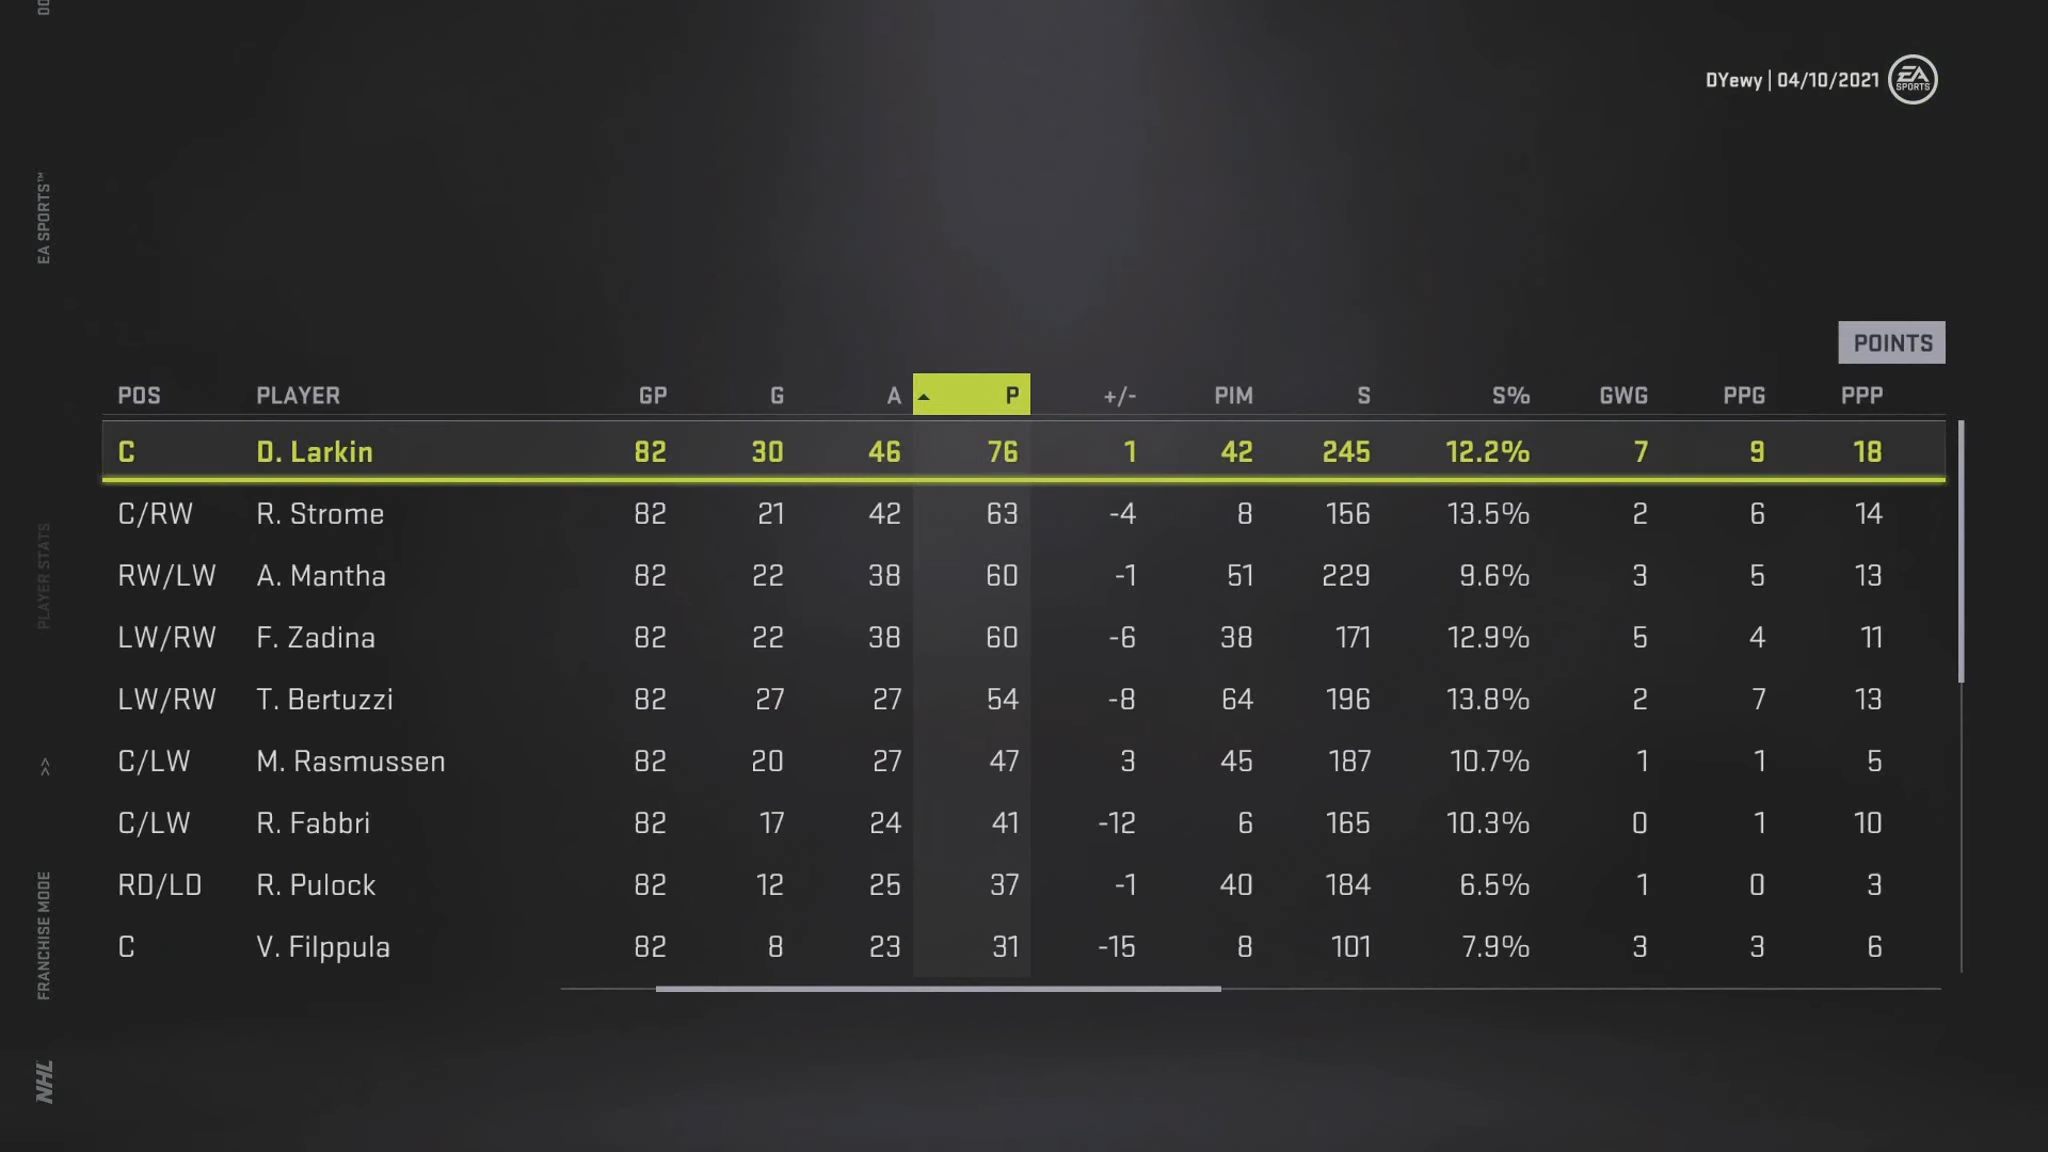 DYewy | 04/10/2021 EA SPORTS
POINTS
POS PLAYER GP G A P +/- PIM S S% GWG PPG PPP
C D. Larkin 82 30 46 76 1 42 245 12.2% 7 9 18
C/RW R. Strome 82 21 42 63 -4 8 156 13.5% 2 6 14
RW/LW A. Mantha 82 22 38 60 -1 51 229 9.6% 3 5 13
LW/RW F. Zadina 82 22 38 60 -6 38 171 12.9% 5 4 11
LW/RW T. Bertuzzi 82 27 27 54 -8 64 196 13.8% 2 7 13
C/LW M. Rasmussen 82 20 27 47 3 45 187 10.7% 1 1 5
C/LW R. Fabbri 82 17 24 41 -12 6 165 10.3% 0 1 10
RD/LD R. Pulock 82 12 25 37 -1 40 184 6.5% 1 0 3
C V. Filppula 82 8 23 31 -15 8 101 7.9% 3 3 6
NHL FRANCHISE MODE >> PLAYER STATS EA SPORTS™